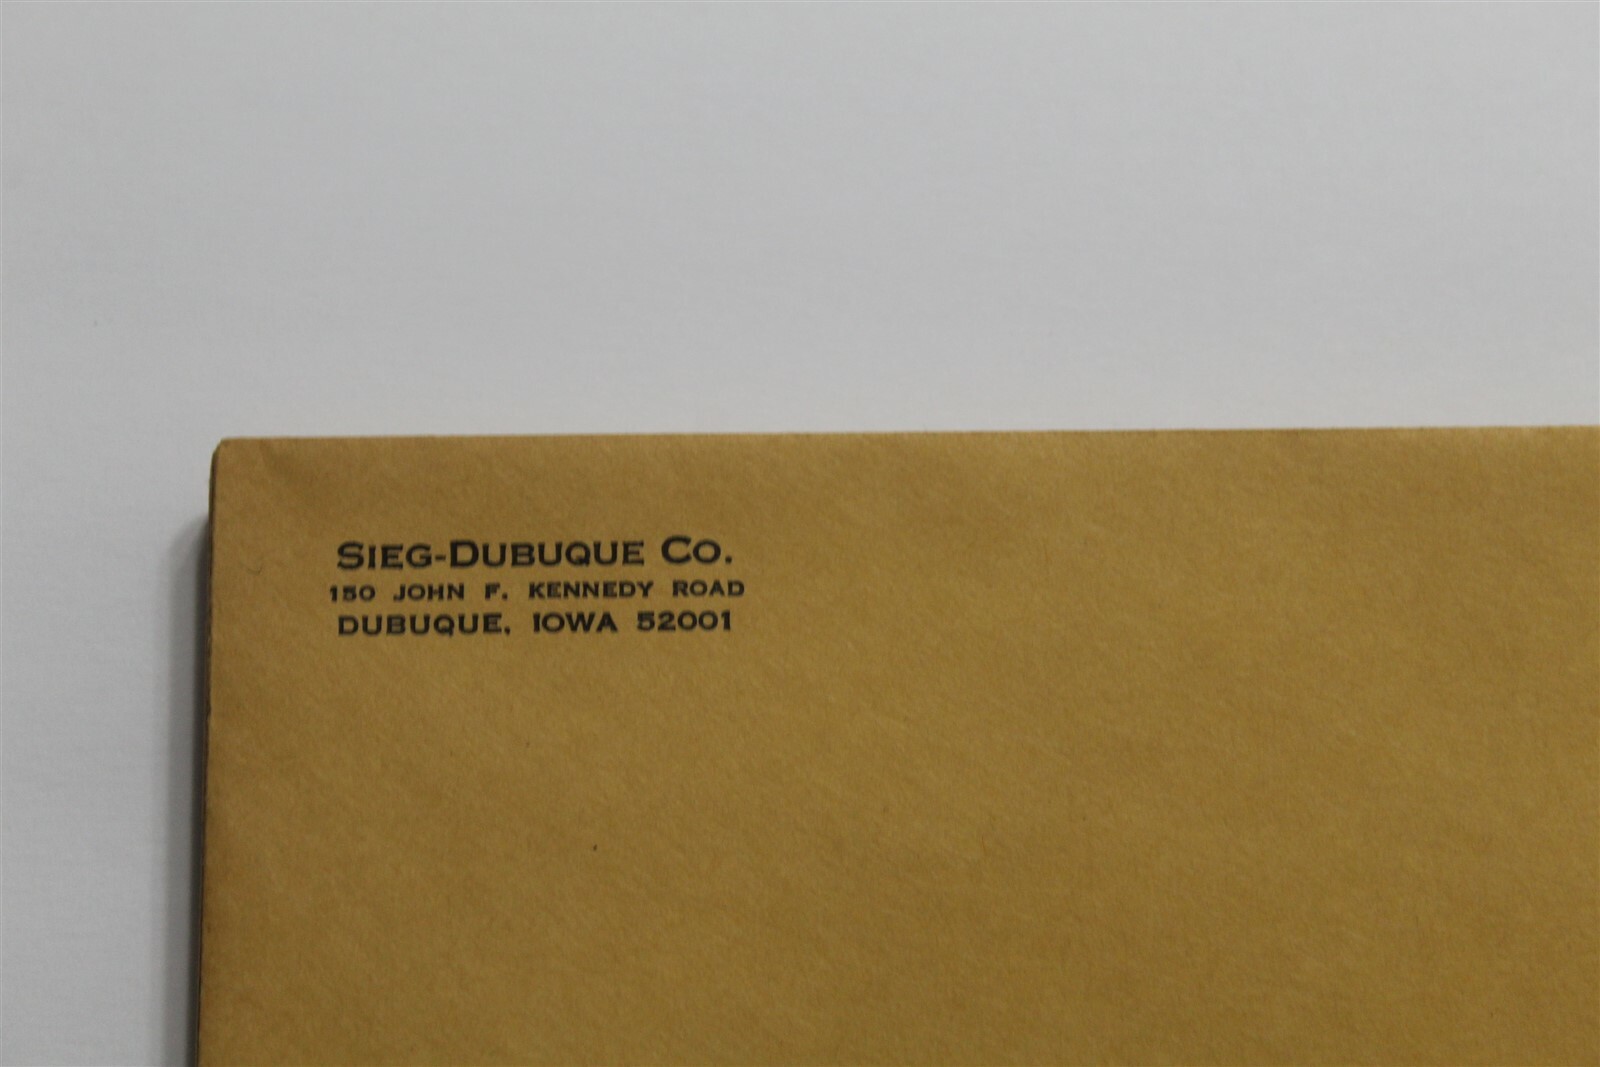 Sieg-Dubuque Co.
150 JOHN F. KENNEDY ROAD
DUBUQUE, IOWA 52001